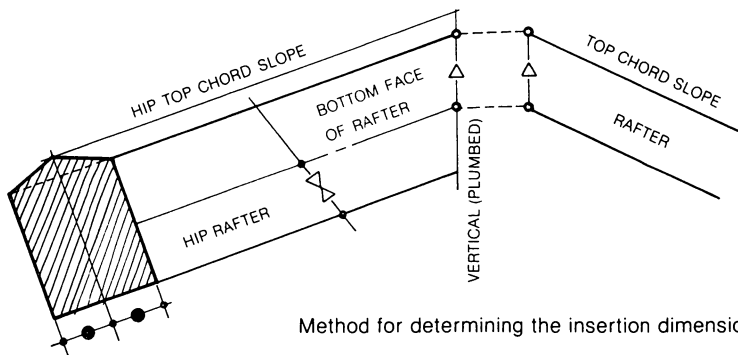 HIP TOP CHORD SLOPE
BOTTOM FACE
OF RAFTER
HIP RAFTER
VERTICAL (PLUMBED)
TOP CHORD SLOPE
RAFTER
Method for determining the insertion dimensio